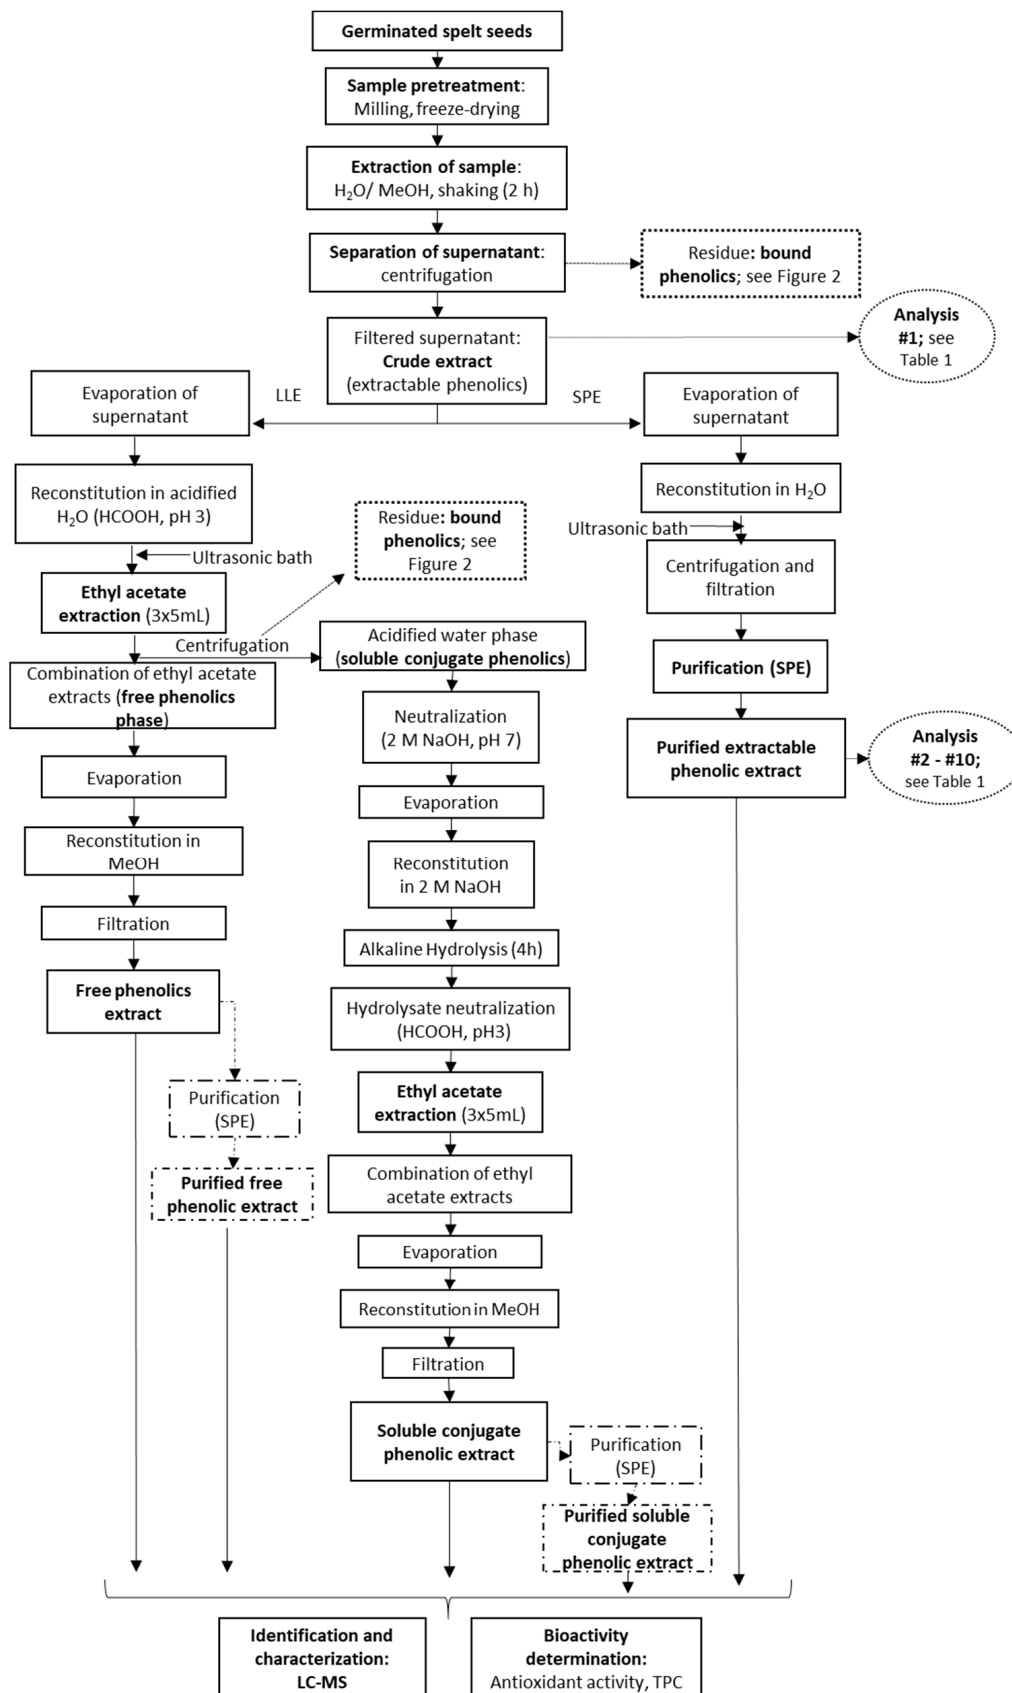 Germinated spelt seeds
Sample pretreatment:
Milling, freeze-drying
Extraction of sample:
H₂O/ MeOH, shaking (2 h)
Separation of supernatant:
centrifugation
Residue: bound
phenolics; see Figure 2
Filtered supernatant:
Crude extract
(extractable phenolics)
Analysis
#1; see
Table 1
LLE
SPE
Evaporation of
supernatant
Reconstitution in acidified
H₂O (HCOOH, pH 3)
Ultrasonic bath
Ethyl acetate
extraction (3x5mL)
Centrifugation
Residue: bound
phenolics; see
Figure 2
Combination of ethyl acetate
extracts (free phenolics
phase)
Evaporation
Reconstitution in
MeOH
Filtration
Free phenolics
extract
Purification
(SPE)
Purified free
phenolic extract
Acidified water phase
(soluble conjugate phenolics)
Neutralization
(2 M NaOH, pH 7)
Evaporation
Reconstitution
in 2 M NaOH
Alkaline Hydrolysis (4h)
Hydrolysate neutralization
(HCOOH, pH3)
Ethyl acetate
extraction (3x5mL)
Combination of ethyl
acetate extracts
Evaporation
Reconstitution in MeOH
Filtration
Soluble conjugate
phenolic extract
Purification
(SPE)
Purified soluble
conjugate
phenolic extract
Evaporation of
supernatant
Reconstitution in H₂O
Ultrasonic bath
Centrifugation and
filtration
Purification (SPE)
Purified extractable
phenolic extract
Analysis
#2 - #10;
see Table 1
Identification and
characterization:
LC-MS
Bioactivity
determination:
Antioxidant activity, TPC